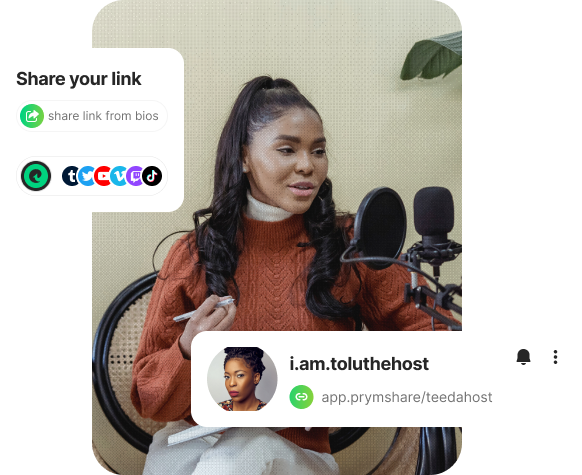 Share your link
share link from bios
i.am.toluthehost
app.prymshare/teedahost